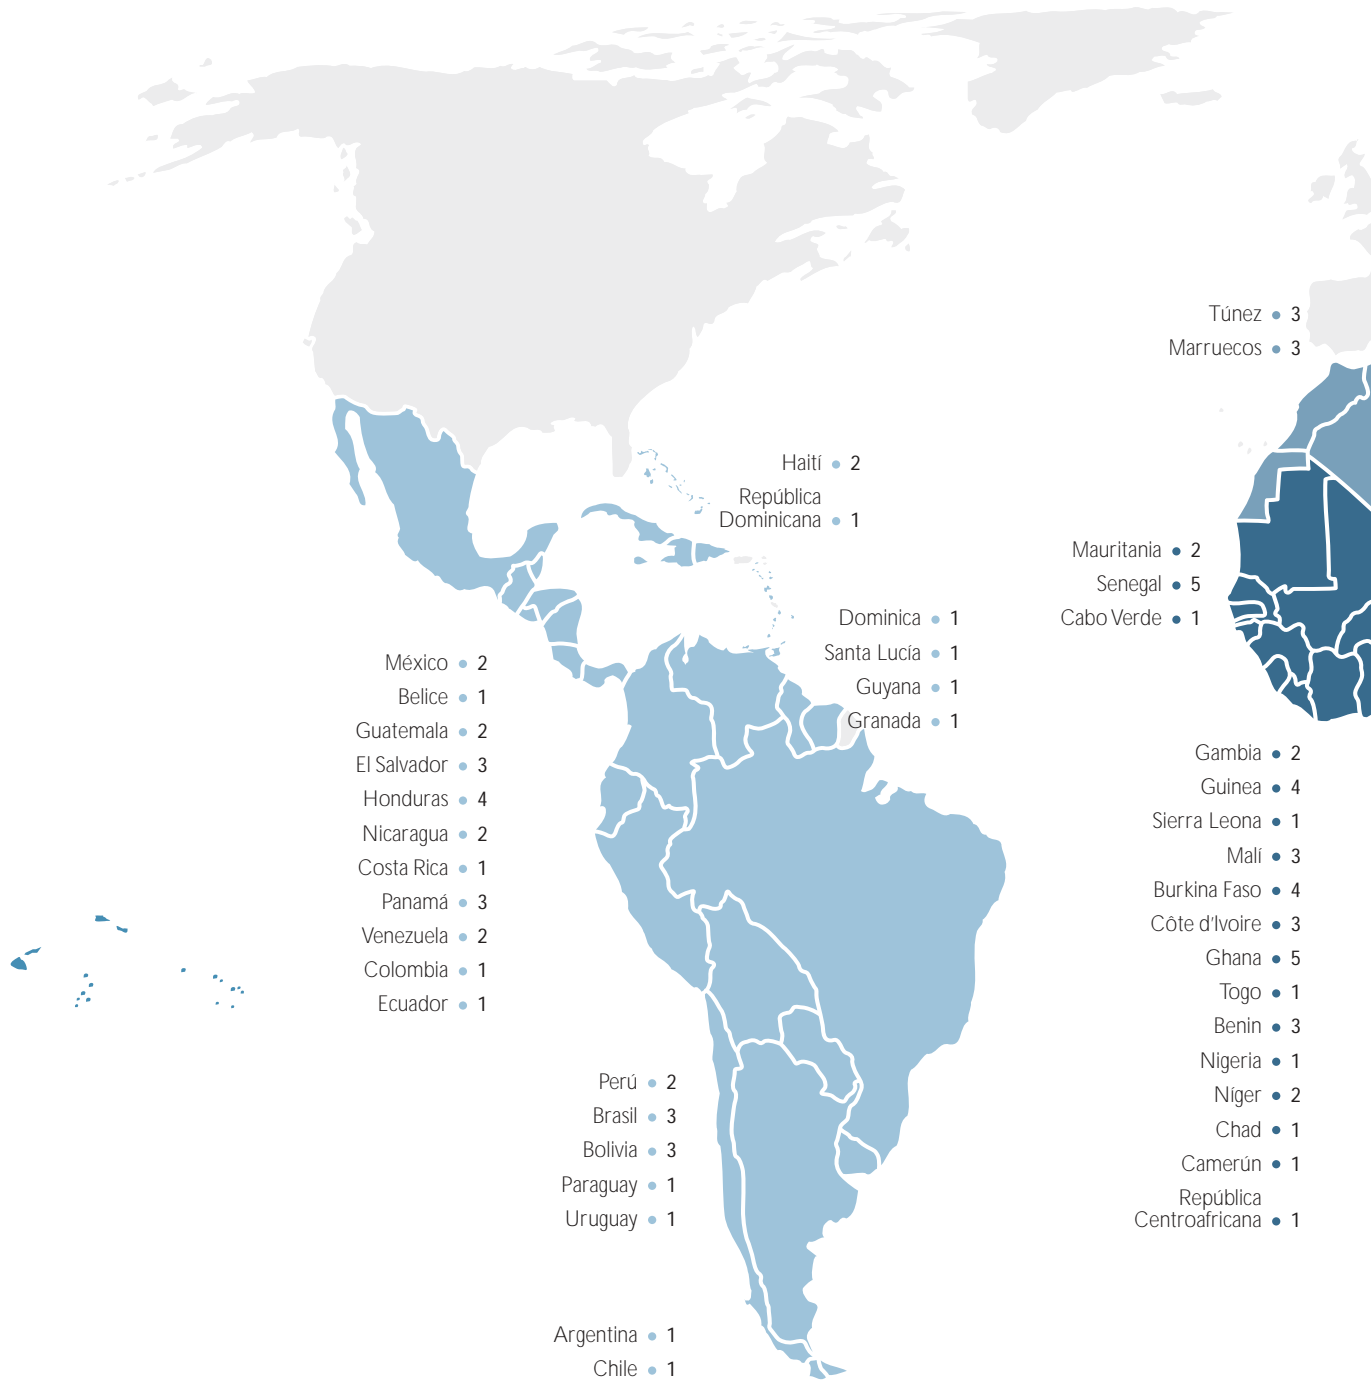 Túnez • 3
Marruecos • 3
Haití • 2
República
Dominicana • 1
Mauritania • 2
Senegal • 5
Cabo Verde • 1
Dominica • 1
Santa Lucía • 1
Guyana • 1
Granada • 1
México • 2
Belice • 1
Guatemala • 2
El Salvador • 3
Honduras • 4
Nicaragua • 2
Costa Rica • 1
Panamá • 3
Venezuela • 2
Colombia • 1
Ecuador • 1
Gambia • 2
Guinea • 4
Sierra Leona • 1
Malí • 3
Burkina Faso • 4
Côte d'Ivoire • 3
Ghana • 5
Togo • 1
Benin • 3
Nigeria • 1
Níger • 2
Chad • 1
Camerún • 1
República
Centroafricana • 1
Perú • 2
Brasil • 3
Bolivia • 3
Paraguay • 1
Uruguay • 1
Argentina • 1
Chile • 1